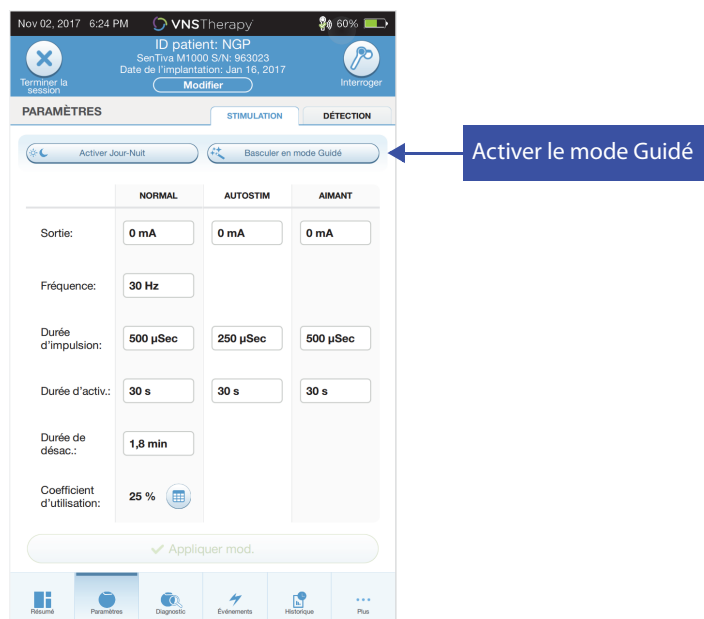 Nov 02, 2017 6:24 PM VNSTherapy 60%
ID patient: NGP
SenTiva M1000 S/N: 963023
Date de l'implantation: Jan 16, 2017
Terminer la
session
Modifier
Interroger
PARAMÈTRES
STIMULATION
DÉTECTION
Activer Jour-Nuit
Basculer en mode Guidé
Activer le mode Guidé
NORMAL AUTOSTIM AIMANT
Sortie: 0 mA 0 mA 0 mA
Fréquence: 30 Hz
Durée
d'impulsion: 500 µSec 250 µSec 500 µSec
Durée d'activ.: 30 s 30 s 30 s
Durée de
désac.: 1,8 min
Coefficient
d'utilisation: 25 %
Appliquer mod.
Résumé Paramètres Diagnostic Événements Historique Plus